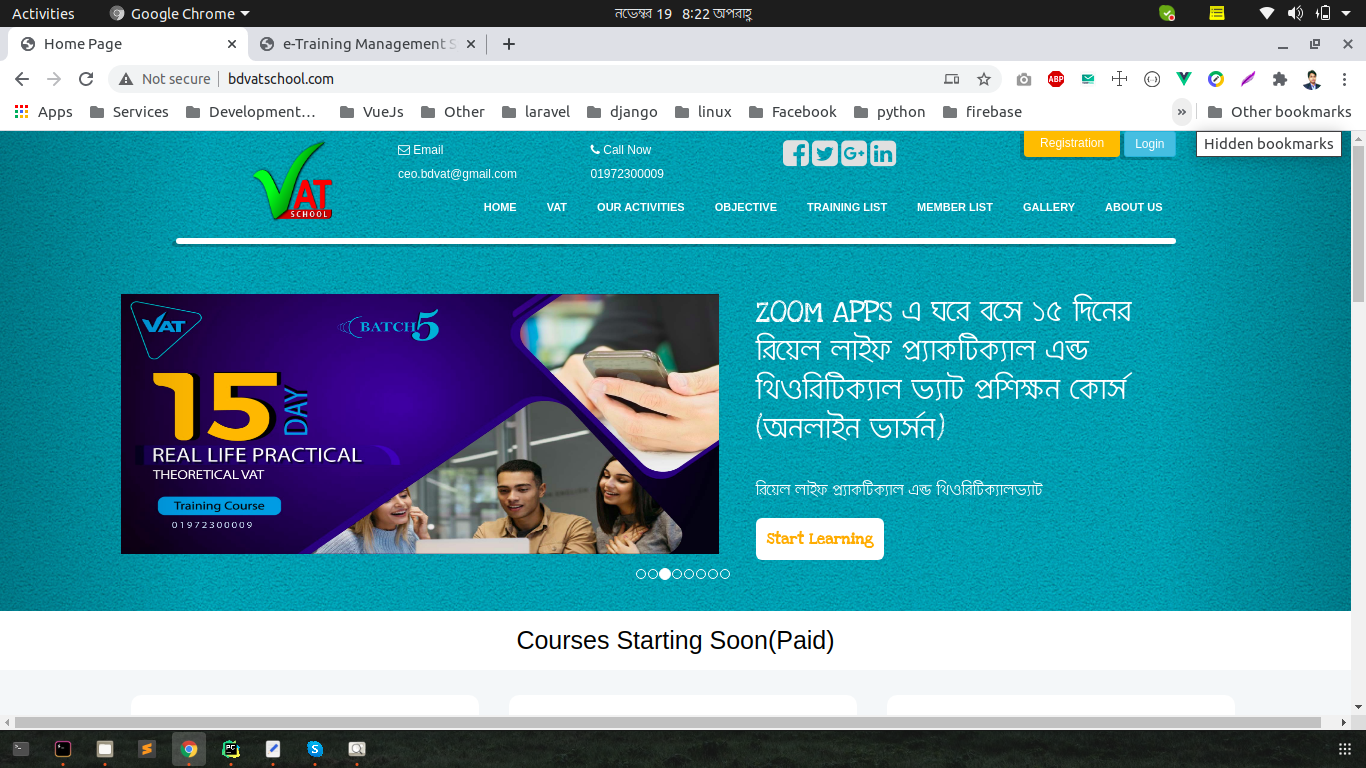 Activities
Google Chrome
নভেম্বর 19 8:22 অপরাহ্ণ
Home Page
e-Training Management S
Not secure
bdvatschool.com
ABP
Apps
Services
Development…
VueJs
Other
laravel
django
linux
Facebook
python
firebase
»
Other bookmarks
Hidden bookmarks
VAT
SCHOOL
Email
ceo.bdvat@gmail.com
Call Now
01972300009
Registration
Login
HOME
VAT
OUR ACTIVITIES
OBJECTIVE
TRAINING LIST
MEMBER LIST
GALLERY
ABOUT US
VAT
BATCH 5
15 DAY
REAL LIFE PRACTICAL
THEORETICAL VAT
Training Course
01972300009
ZOOM APPS এ ঘরে বসে ১৫ দিনের
রিয়েল লাইফ প্র্যাকটিক্যাল এন্ড
থিওরিটিক্যাল ভ্যাট প্রশিক্ষন কোর্স
(অনলাইন ভার্সন)
রিয়েল লাইফ প্র্যাকটিক্যাল এন্ড থিওরিটিক্যালভ্যাট
Start Learning
Courses Starting Soon(Paid)